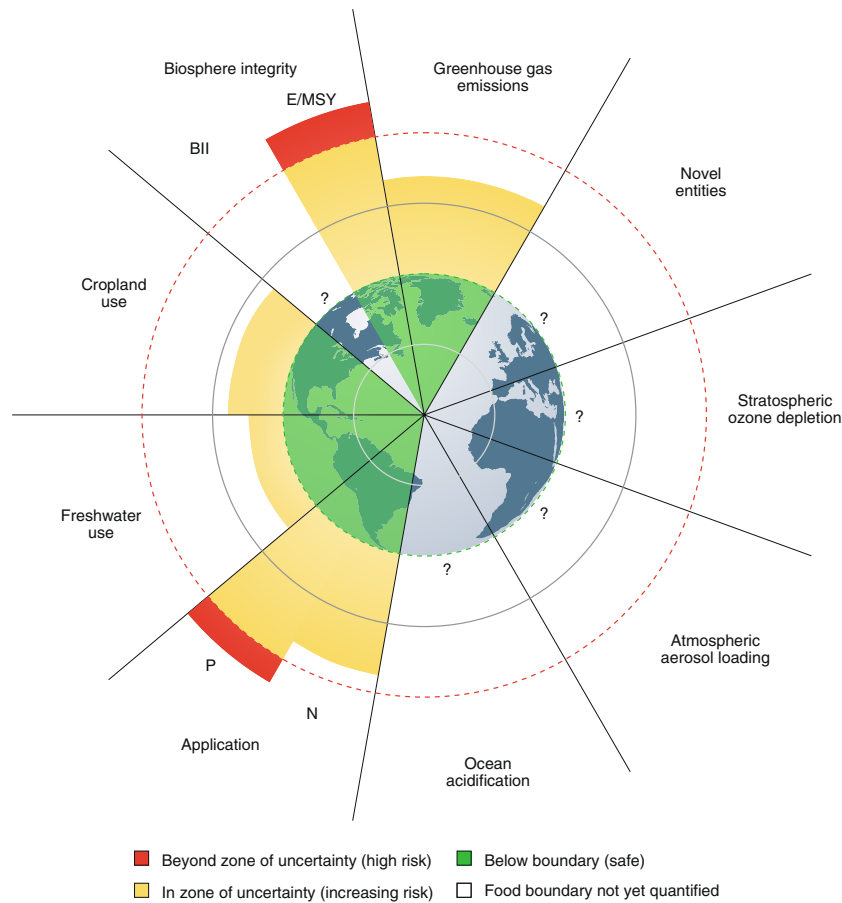 Biosphere integrity
E/MSY
BII
Greenhouse gas
emissions
Novel
entities
Cropland
use
?
?
Stratospheric
ozone depletion
?
Freshwater
use
?
?
Atmospheric
aerosol loading
P
N
Application
Ocean
acidification
Beyond zone of uncertainty (high risk)
In zone of uncertainty (increasing risk)
Below boundary (safe)
Food boundary not yet quantified